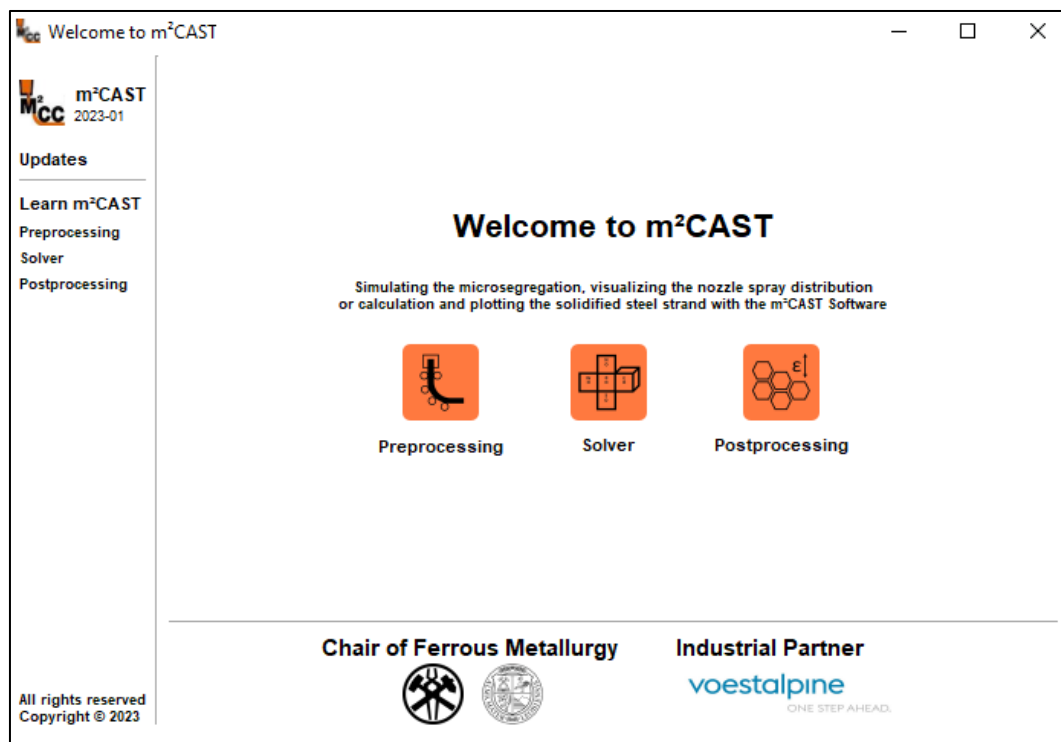 Welcome to m²CAST
M²CC
m²CAST
2023-01
Updates
Learn m²CAST
Preprocessing
Solver
Postprocessing
Welcome to m²CAST
Simulating the microsegregation, visualizing the nozzle spray distribution
or calculation and plotting the solidified steel strand with the m²CAST Software
ε
Preprocessing
Solver
Postprocessing
Chair of Ferrous Metallurgy
Industrial Partner
voestalpine
ONE STEP AHEAD.
All rights reserved
Copyright © 2023